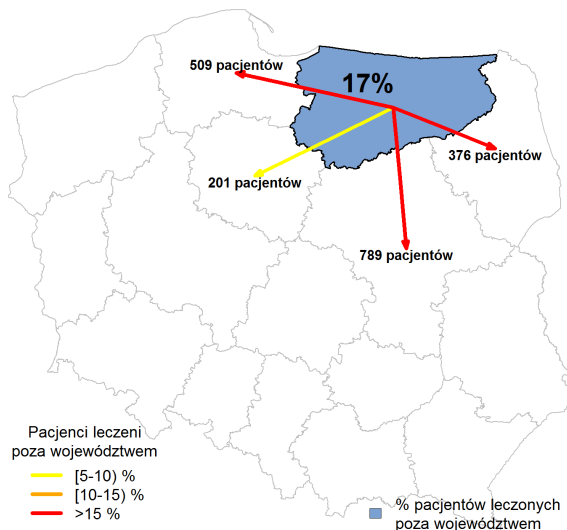 509 pacjentów
17%
376 pacjentów
201 pacjentów
789 pacjentów
Pacjenci leczeni
poza województwem
[5-10) %
[10-15) %
>15 %
% pacjentów leczonych
poza województwem